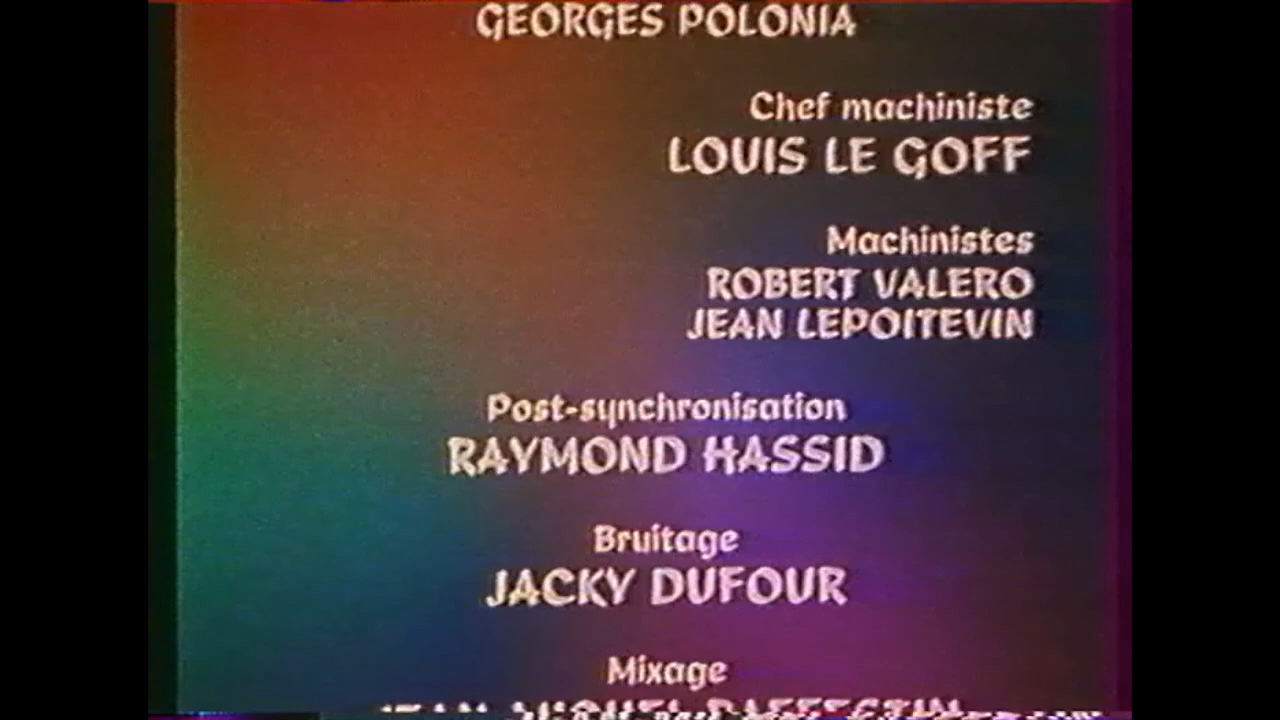 GEORGES POLONIA
Chef machiniste
LOUIS LE GOFF
Machinistes
ROBERT VALERO
JEAN LEPOITEVIN
Post-synchronisation
RAYMOND HASSID
Bruitage
JACKY DUFOUR
Mixage
JEAN